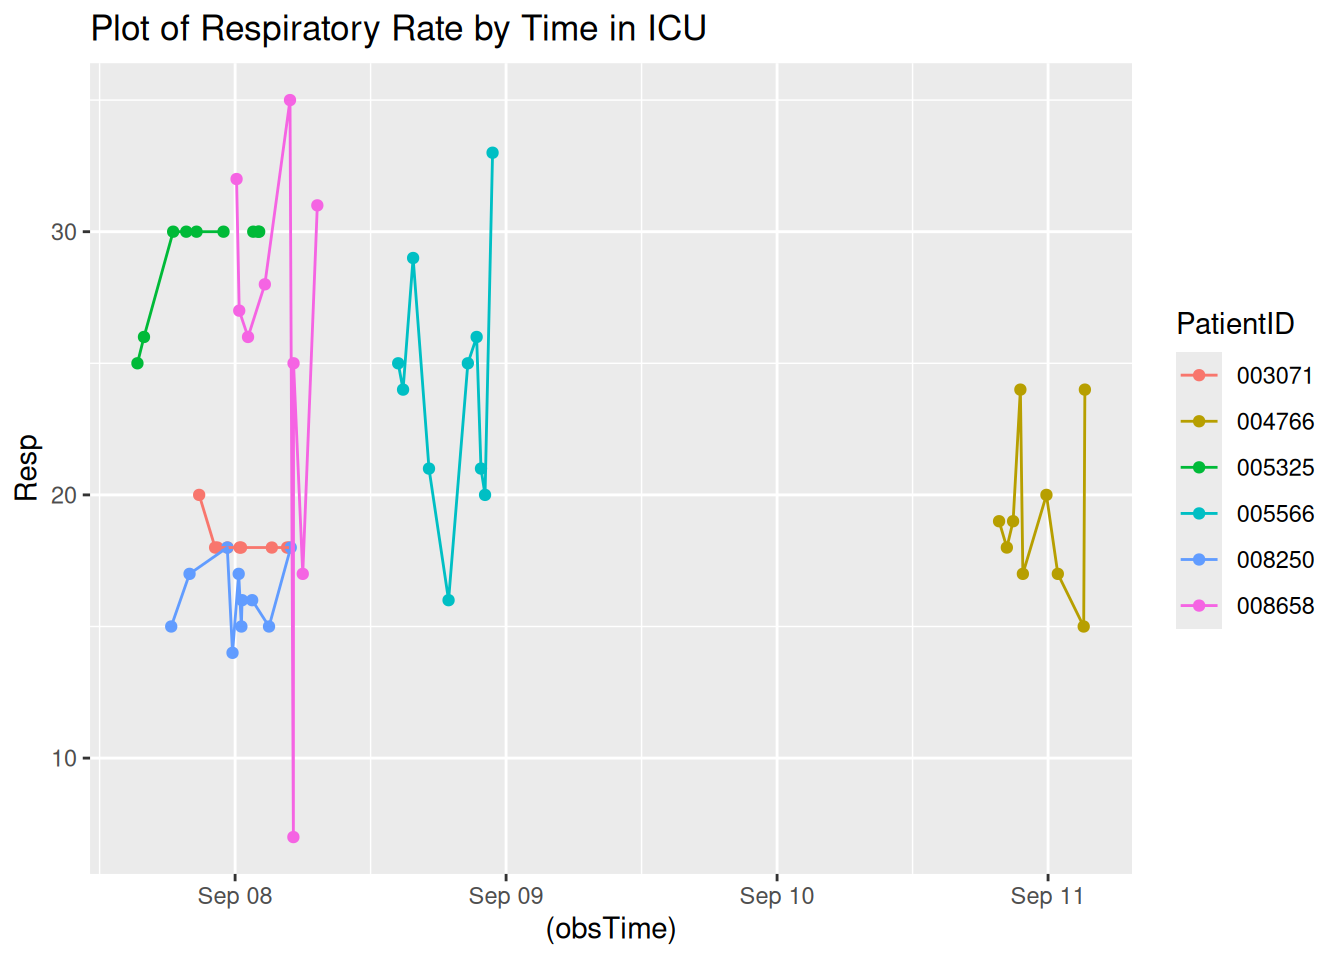 Plot of Respiratory Rate by Time in ICU
Resp
30
20
10
Sep 08
Sep 09
Sep 10
Sep 11
(obsTime)
PatientID
003071
004766
005325
005566
008250
008658